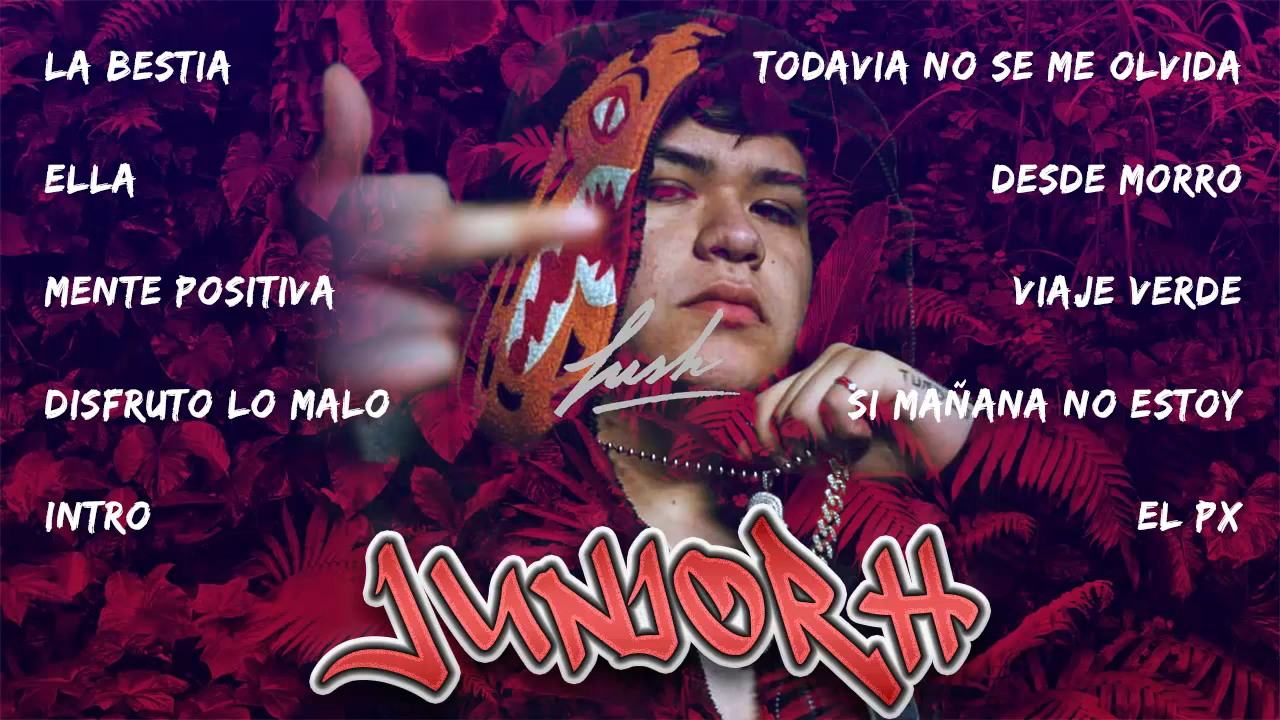 LA BESTIA
ELLA
MENTE POSITIVA
DISFRUTO LO MALO
INTRO
TODAVIA NO SE ME OLVIDA
DESDE MORRO
VIAJE VERDE
SI MAÑANA NO ESTOY
EL PX
Lush
JUNIOR H